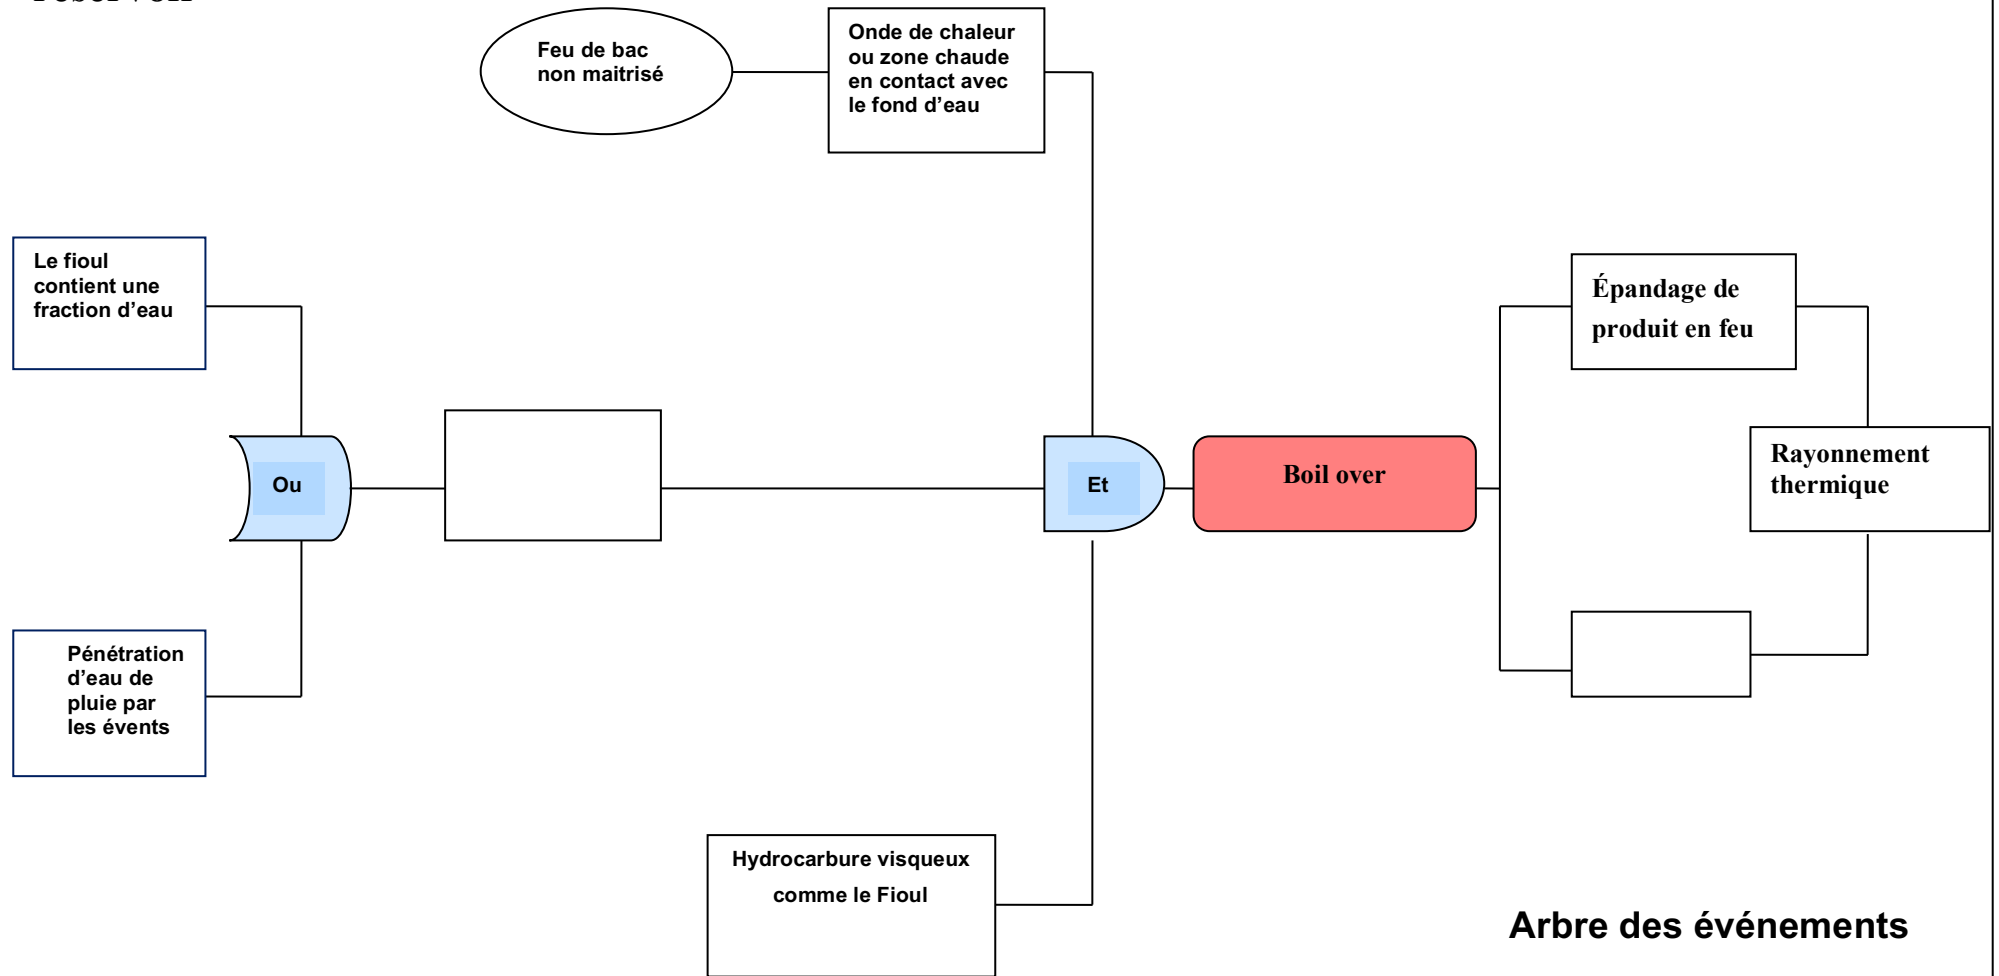 Feu de bac
non maitrisé
Onde de chaleur
ou zone chaude
en contact avec
le fond d'eau
Le fioul
contient une
fraction d'eau
Épandage de
produit en feu
Ou
Et
Boil over
Rayonnement
thermique
Pénétration
d'eau de
pluie par
les évents
Hydrocarbure visqueux
comme le Fioul
Arbre des événements